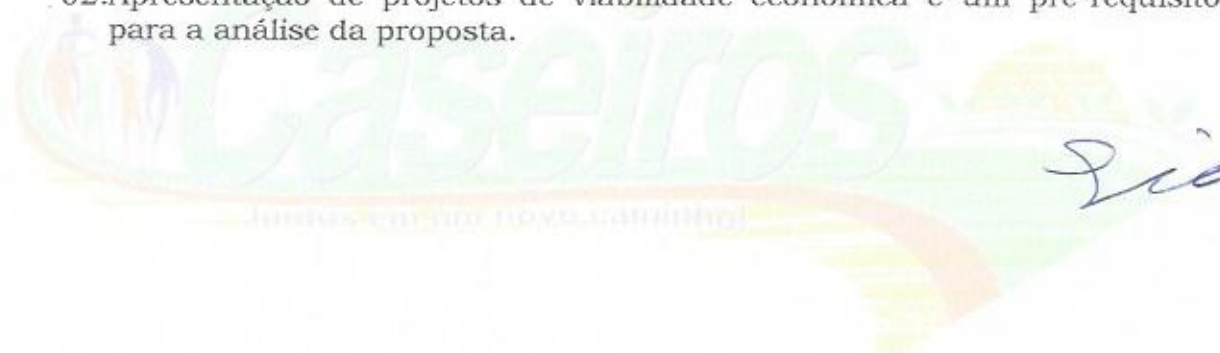 02.Apresentação de projetos de viabilidade econômica é um pré-requisito
para a análise da proposta.
Caseiros
Juntos em um novo caminho!